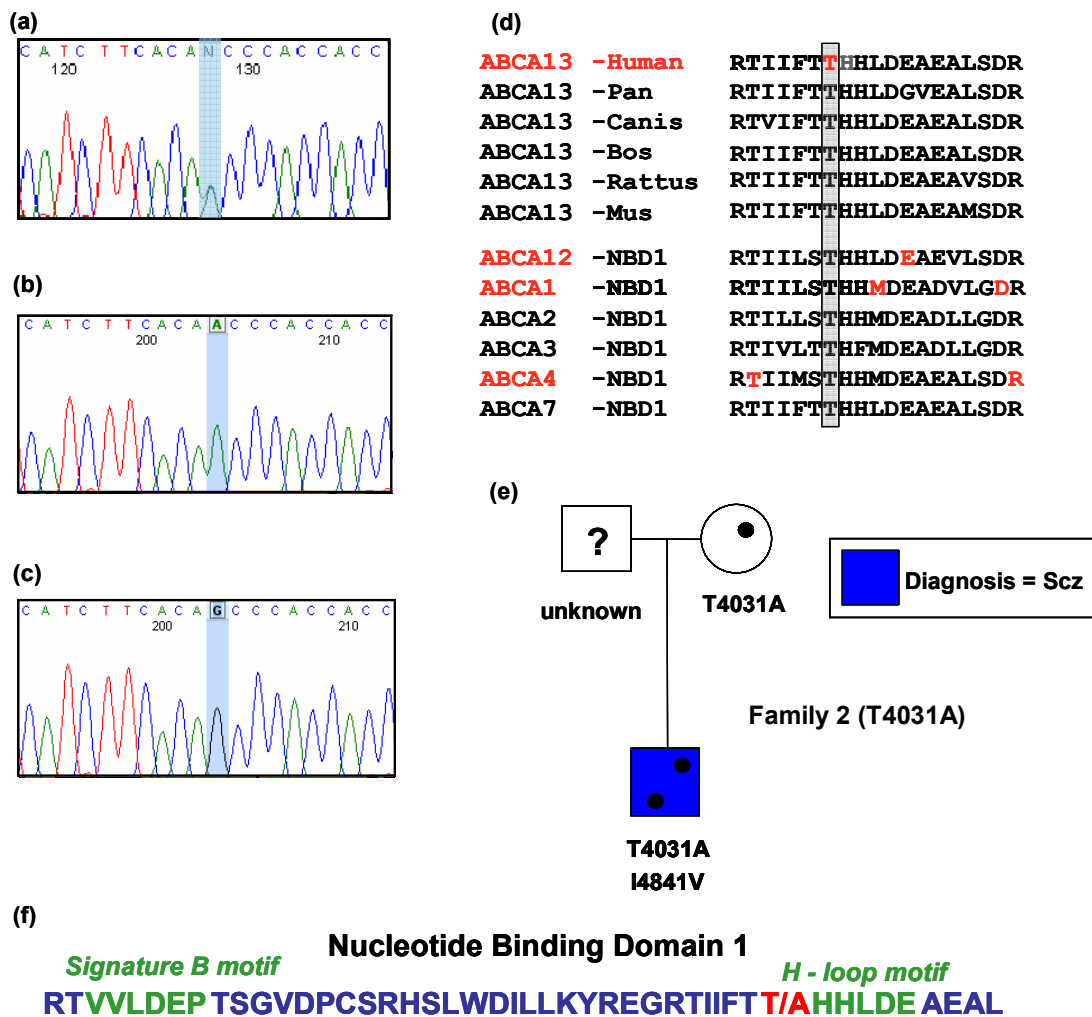 (a)
C A T C T T C A C A N C C C A C C A C C
120 130
(b)
C A T C T T C A C A A C C C A C C A C C
200 210
(c)
C A T C T T C A C A G C C C A C C A C C
200 210
(d)
ABCA13 -Human RTIIFTTHHLDEAEALSDR
ABCA13 -Pan RTIIFTTHHLDGVEALSDR
ABCA13 -Canis RTVIFTTHHLDEAEALSDR
ABCA13 -Bos RTIIFTTHHLDEAEALSDR
ABCA13 -Rattus RTIIFTTHHLDEAEAVSDR
ABCA13 -Mus RTIIFTTHHLDEAEAMSDR
ABCA12 -NBD1 RTIILSTHHLDEAEVLSDR
ABCA1 -NBD1 RTIILSTHHMDEADVLGDR
ABCA2 -NBD1 RTILLSTHHMDEADLLGDR
ABCA3 -NBD1 RTIVLTTHFMDEADLLGDR
ABCA4 -NBD1 RTIIMSTHHMDEAEALSDR
ABCA7 -NBD1 RTIIFTTHHLDEAEALSDR
(e)
?
unknown
T4031A
Diagnosis = Scz
Family 2 (T4031A)
T4031A
I4841V
(f)
Nucleotide Binding Domain 1
Signature B motif
H - loop motif
RTVVLDEP TSGVDPCSRHSLWDILLKYREGRTIIFT T/AHHLDE AEAL